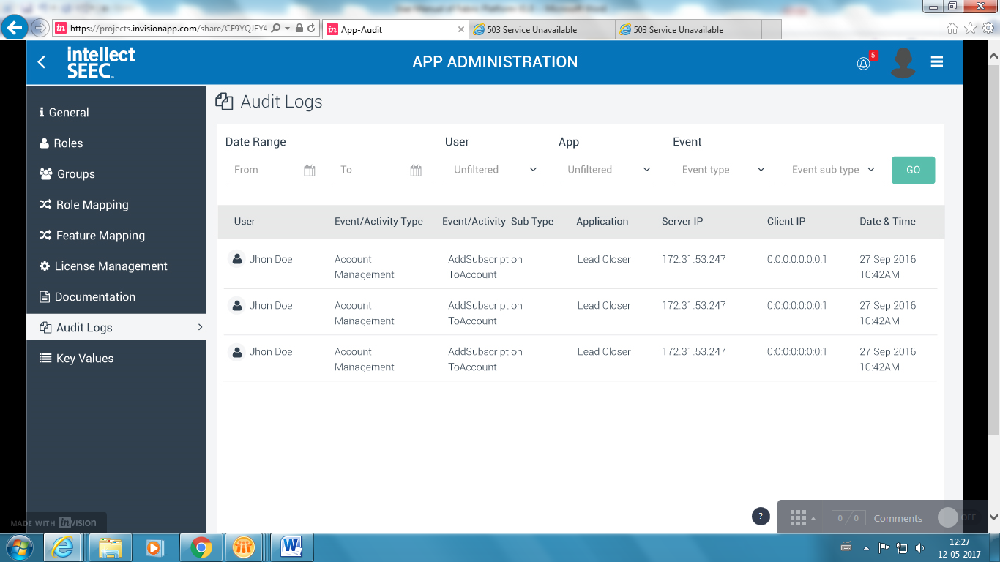 User Manual of Fabric Platform
Microsoft Word
https://projects.invisionapp.com/share/CF9YQJEY4
App-Audit
503 Service Unavailable
503 Service Unavailable
intellect
SEEC
APP ADMINISTRATION
5
General
Roles
Groups
Role Mapping
Feature Mapping
License Management
Documentation
Audit Logs
Key Values
Audit Logs
Date Range User App Event
From To Unfiltered Unfiltered Event type Event sub type GO
User Event/Activity Type Event/Activity Sub Type Application Server IP Client IP Date & Time
Jhon Doe Account AddSubscription Lead Closer 172.31.53.247 0:0:0:0:0:0:0:1 27 Sep 2016
Management ToAccount 10:42AM
Jhon Doe Account AddSubscription Lead Closer 172.31.53.247 0:0:0:0:0:0:0:1 27 Sep 2016
Management ToAccount 10:42AM
Jhon Doe Account AddSubscription Lead Closer 172.31.53.247 0:0:0:0:0:0:0:1 27 Sep 2016
Management ToAccount 10:42AM
MADE WITH invision
?
0/0 Comments OFF
12:27
12-05-2017